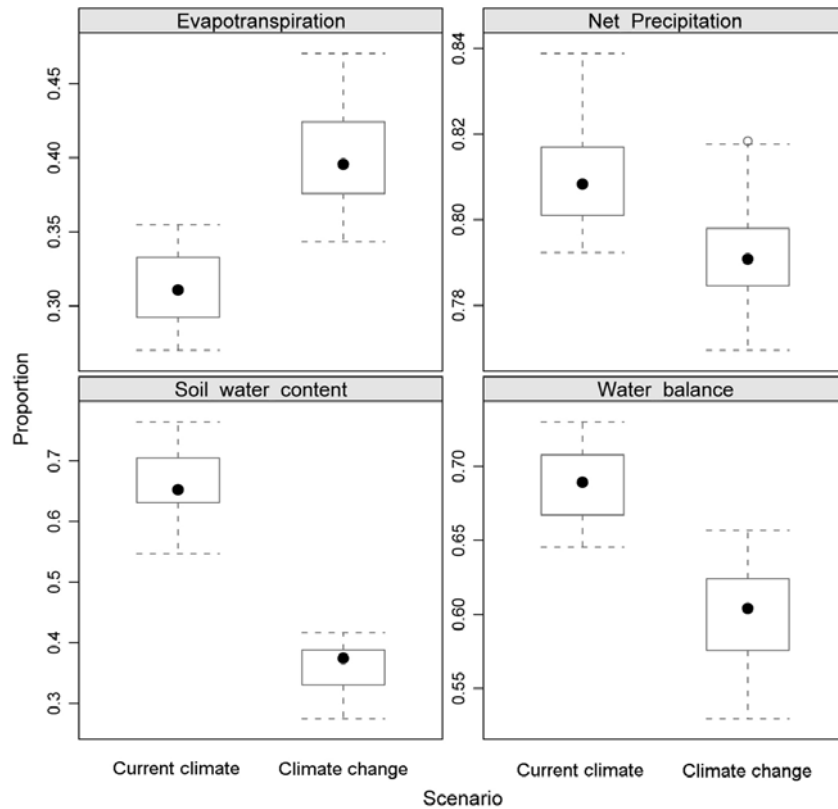 Evapotranspiration
Net Precipitation
0.45
0.40
0.35
0.30
0.84
0.82
0.80
0.78
Proportion
Soil water content
Water balance
0.7
0.6
0.5
0.4
0.3
0.70
0.65
0.60
0.55
Current climate
Climate change
Current climate
Climate change
Scenario